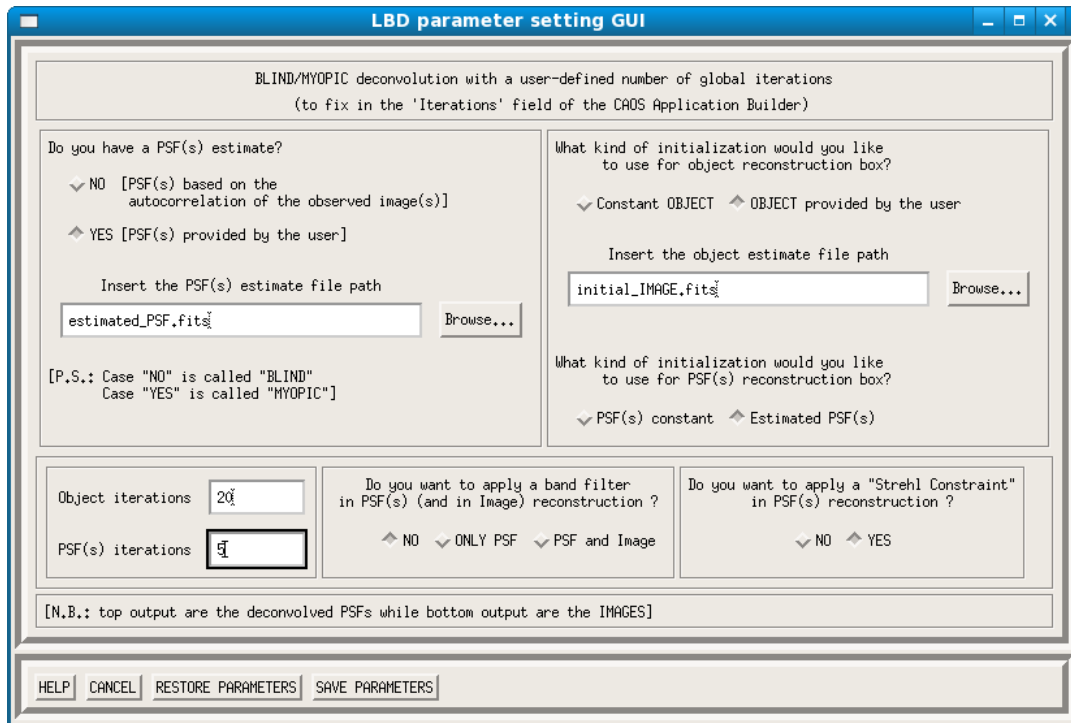 LBD parameter setting GUI
BLIND/MYOPIC deconvolution with a user-defined number of global iterations
(to fix in the 'Iterations' field of the CAOS Application Builder)
Do you have a PSF(s) estimate?
NO [PSF(s) based on the
autocorrelation of the observed image(s)]
YES [PSF(s) provided by the user]
Insert the PSF(s) estimate file path
estimated_PSF.fits
Browse...
[P.S.: Case "NO" is called "BLIND"
Case "YES" is called "MYOPIC"]
What kind of initialization would you like
to use for object reconstruction box?
Constant OBJECT OBJECT provided by the user
Insert the object estimate file path
initial_IMAGE.fits
Browse...
What kind of initialization would you like
to use for PSF(s) reconstruction box?
PSF(s) constant Estimated PSF(s)
Object iterations 20
PSF(s) iterations 5
Do you want to apply a band filter
in PSF(s) (and in Image) reconstruction ?
NO ONLY PSF PSF and Image
Do you want to apply a "Strehl Constraint"
in PSF(s) reconstruction ?
NO YES
[N.B.: top output are the deconvolved PSFs while bottom output are the IMAGES]
HELP CANCEL RESTORE PARAMETERS SAVE PARAMETERS